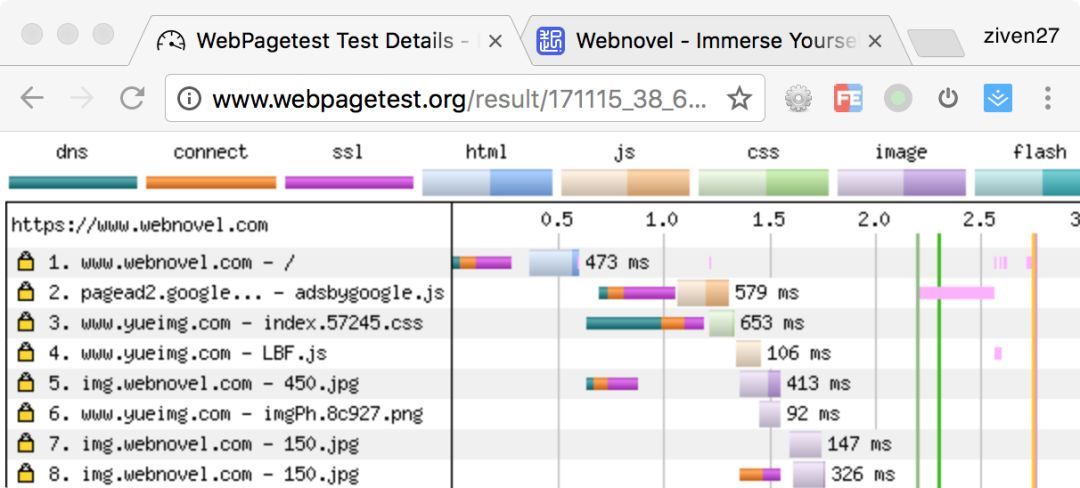 WebPagetest Test Details -
Webnovel - Immerse Yourse
ziven27
www.webpagetest.org/result/171115_38_6...
FE
dns connect ssl html js css image flash
https://www.webnovel.com 0.5 1.0 1.5 2.0 2.5 3
1. www.webnovel.com - / 473 ms
2. pagead2.google... - adsbygoogle.js 579 ms
3. www.yueimg.com - index.57245.css 653 ms
4. www.yueimg.com - LBF.js 106 ms
5. img.webnovel.com - 450.jpg 413 ms
6. www.yueimg.com - imgPh.8c927.png 92 ms
7. img.webnovel.com - 150.jpg 147 ms
8. img.webnovel.com - 150.jpg 326 ms